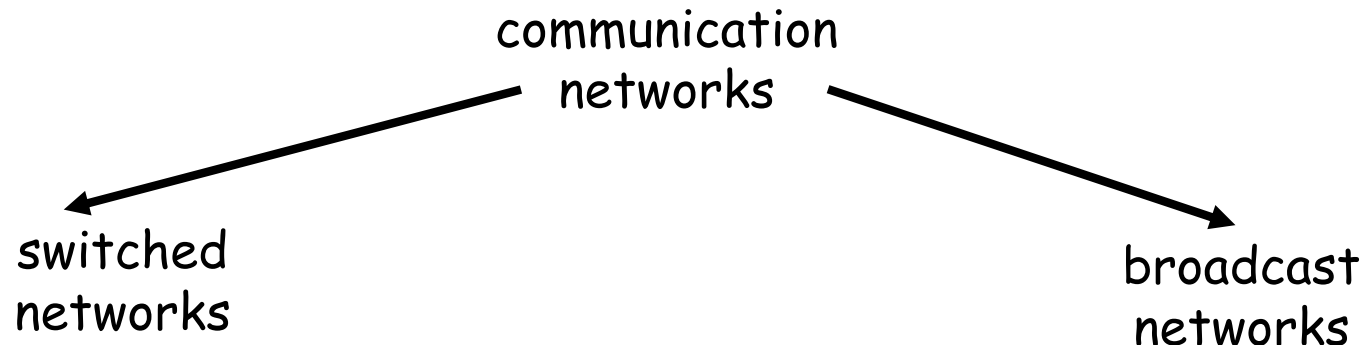 communication
networks
switched
networks
broadcast
networks